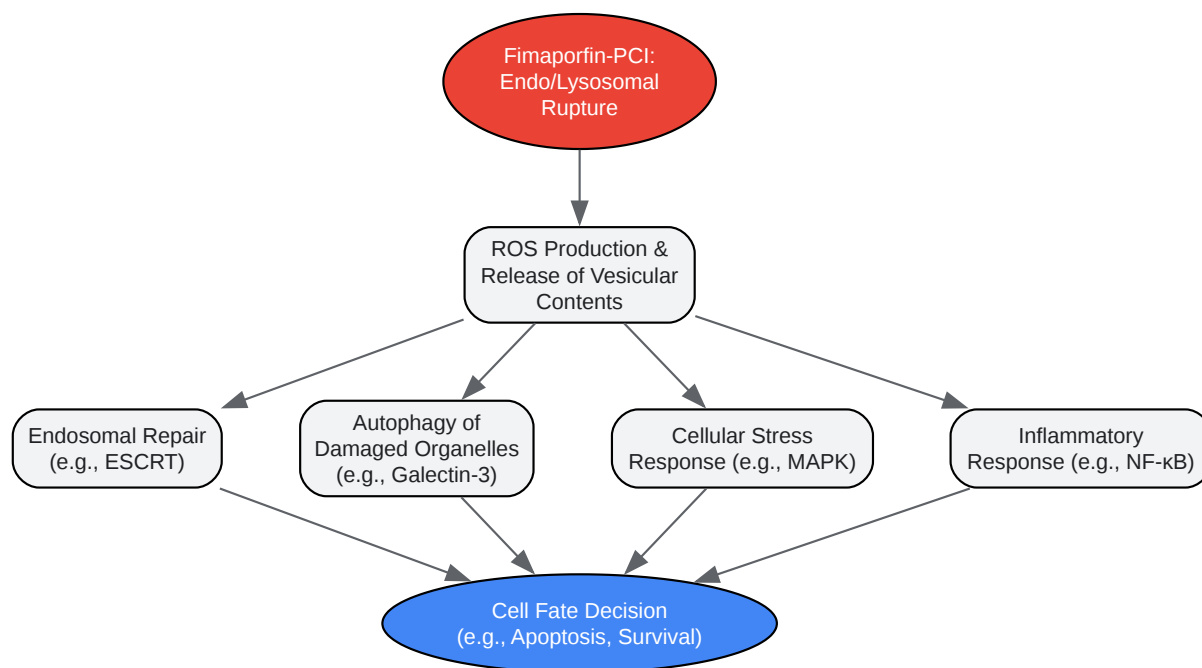 Fimaporfin-PCI:
Endo/Lysosomal
Rupture
ROS Production &
Release of Vesicular
Contents
Endosomal Repair
(e.g., ESCRT)
Autophagy of
Damaged Organelles
(e.g., Galectin-3)
Cellular Stress
Response (e.g., MAPK)
Inflammatory
Response (e.g., NF-κB)
Cell Fate Decision
(e.g., Apoptosis, Survival)